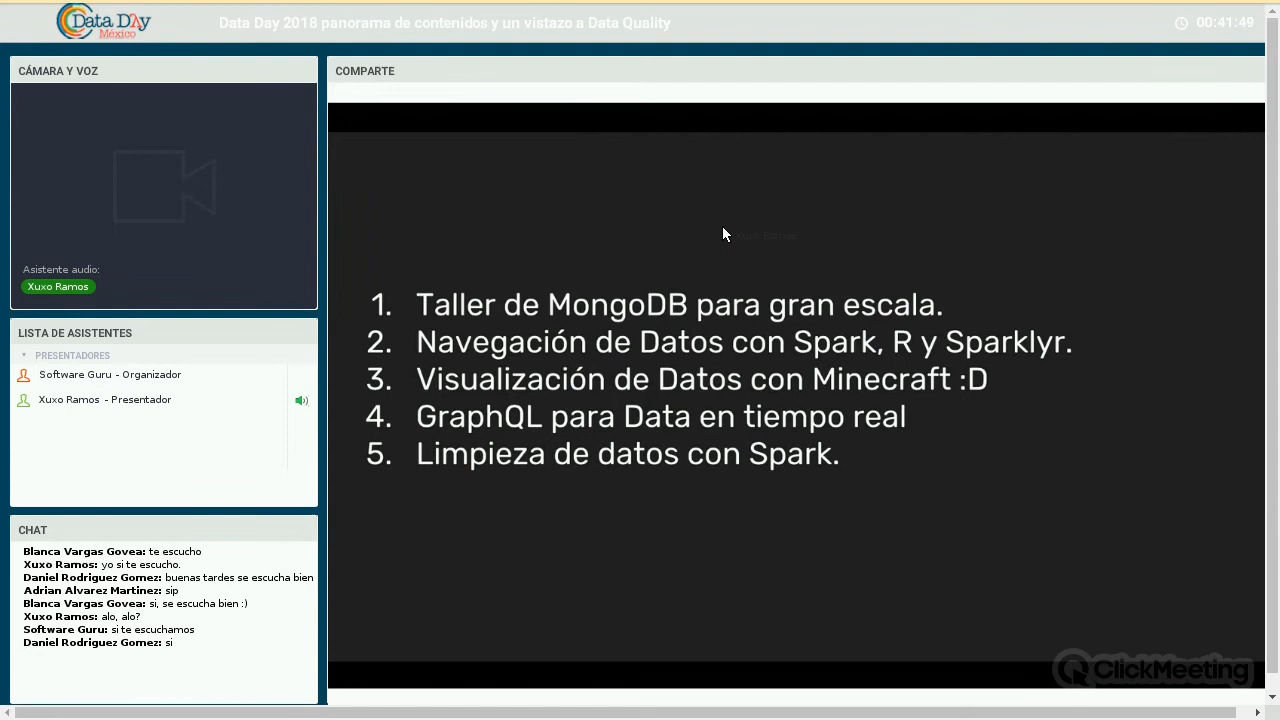 Data Day
México
Data Day 2018 panorama de contenidos y un vistazo a Data Quality
00:41:49
CÁMARA Y VOZ
Asistente audio:
Xuxo Ramos
LISTA DE ASISTENTES
PRESENTADORES
Software Guru - Organizador
Xuxo Ramos - Presentador
CHAT
Blanca Vargas Govea: te escucho
Xuxo Ramos: yo si te escucho.
Daniel Rodriguez Gomez: buenas tardes se escucha bien
Adrian Alvarez Martinez: sip
Blanca Vargas Govea: si, se escucha bien :)
Xuxo Ramos: alo, alo?
Software Guru: si te escuchamos
Daniel Rodriguez Gomez: si
COMPARTE
1. Taller de MongoDB para gran escala.
2. Navegación de Datos con Spark, R y Sparklyr.
3. Visualización de Datos con Minecraft :D
4. GraphQL para Data en tiempo real
5. Limpieza de datos con Spark.
ClickMeeting